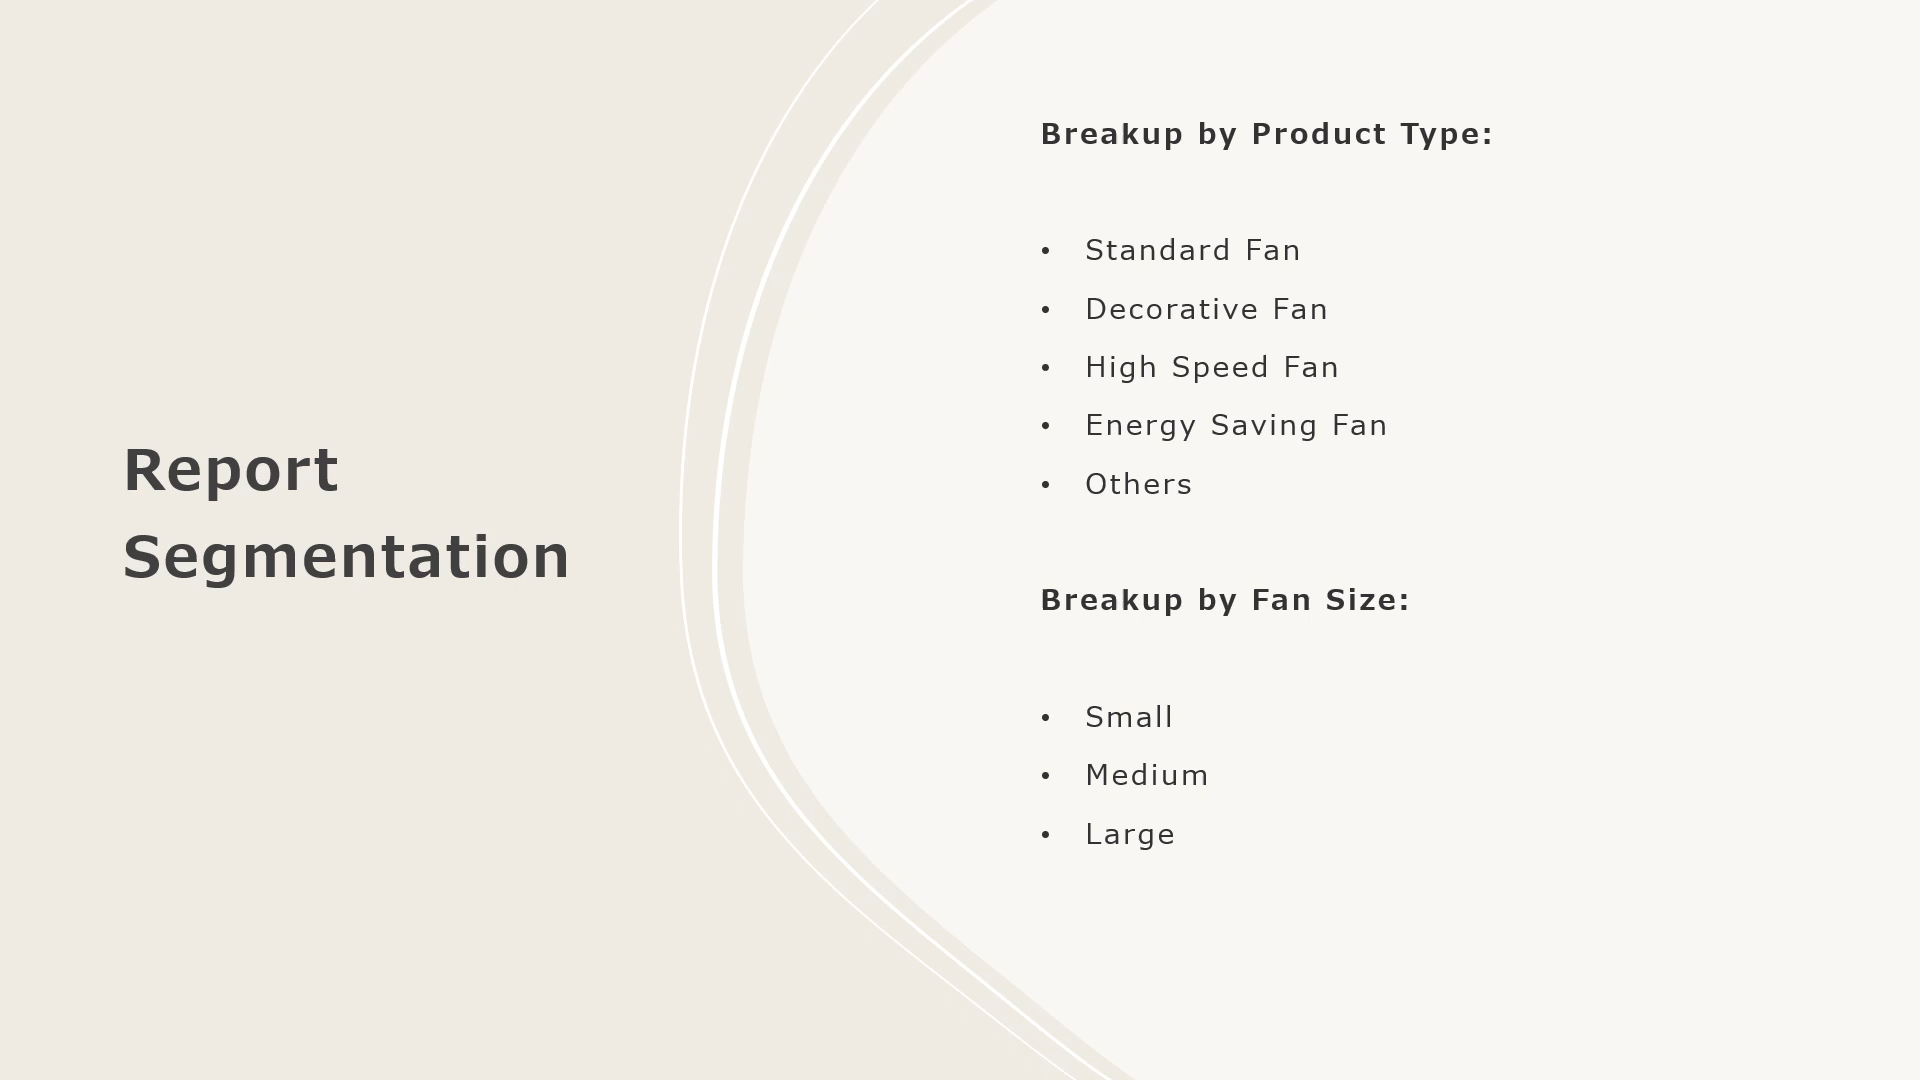 Report
Segmentation
Breakup by Product Type:
• Standard Fan
• Decorative Fan
• High Speed Fan
• Energy Saving Fan
• Others
Breakup by Fan Size:
• Small
• Medium
• Large